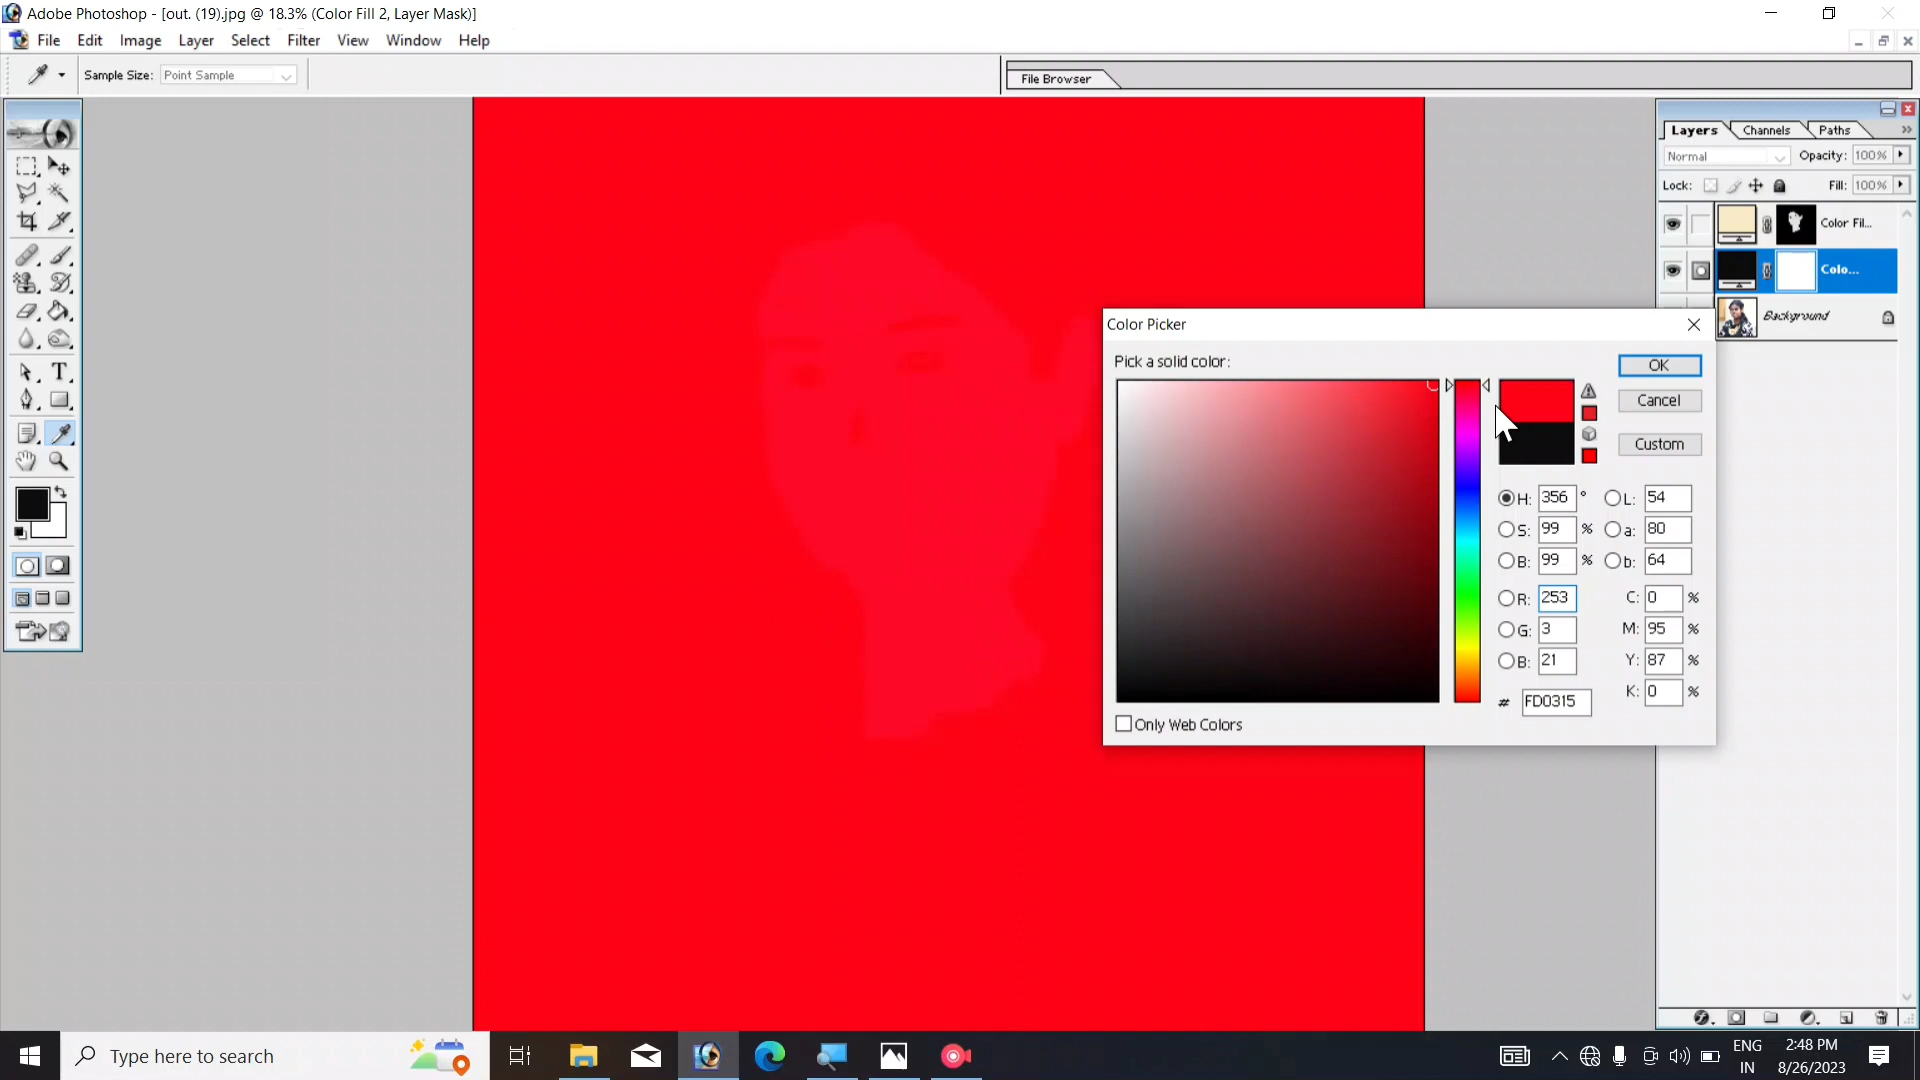 Adobe Photoshop - [out. (19).jpg @ 18.3% (Color Fill 2, Layer Mask)]
File Edit Image Layer Select Filter View Window Help
Sample Size: Point Sample
File Browser
Layers Channels Paths
Normal Opacity: 100%
Lock: Fill: 100%
Color Fil...
Colo...
Background
Color Picker
Pick a solid color:
OK
Cancel
Custom
H: 356 ° L: 54
S: 99 % a: 80
B: 99 % b: 64
R: 253 C: 0 %
G: 3 M: 95 %
B: 21 Y: 87 %
K: 0 %
# FD0315
Only Web Colors
T
Type here to search
ENG
IN
2:48 PM
8/26/2023